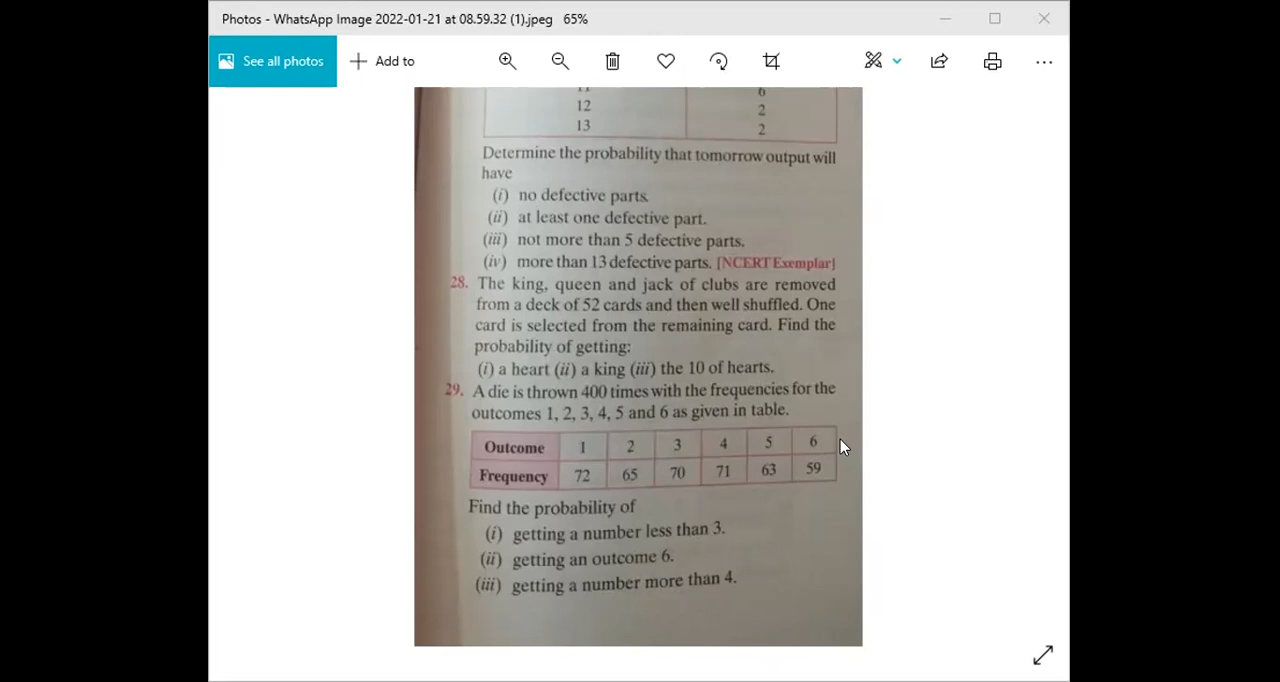 Photos - WhatsApp Image 2022-01-21 at 08.59.32 (1).jpeg 65%
See all photos
Add to
11 6
12 2
13 2
Determine the probability that tomorrow output will
have
(i) no defective parts.
(ii) at least one defective part.
(iii) not more than 5 defective parts.
(iv) more than 13 defective parts. [NCERT Exemplar]
28. The king, queen and jack of clubs are removed
from a deck of 52 cards and then well shuffled. One
card is selected from the remaining card. Find the
probability of getting:
(i) a heart (ii) a king (iii) the 10 of hearts.
29. A die is thrown 400 times with the frequencies for the
outcomes 1, 2, 3, 4, 5 and 6 as given in table.
Outcome 1 2 3 4 5 6
Frequency 72 65 70 71 63 59
Find the probability of
(i) getting a number less than 3.
(ii) getting an outcome 6.
(iii) getting a number more than 4.